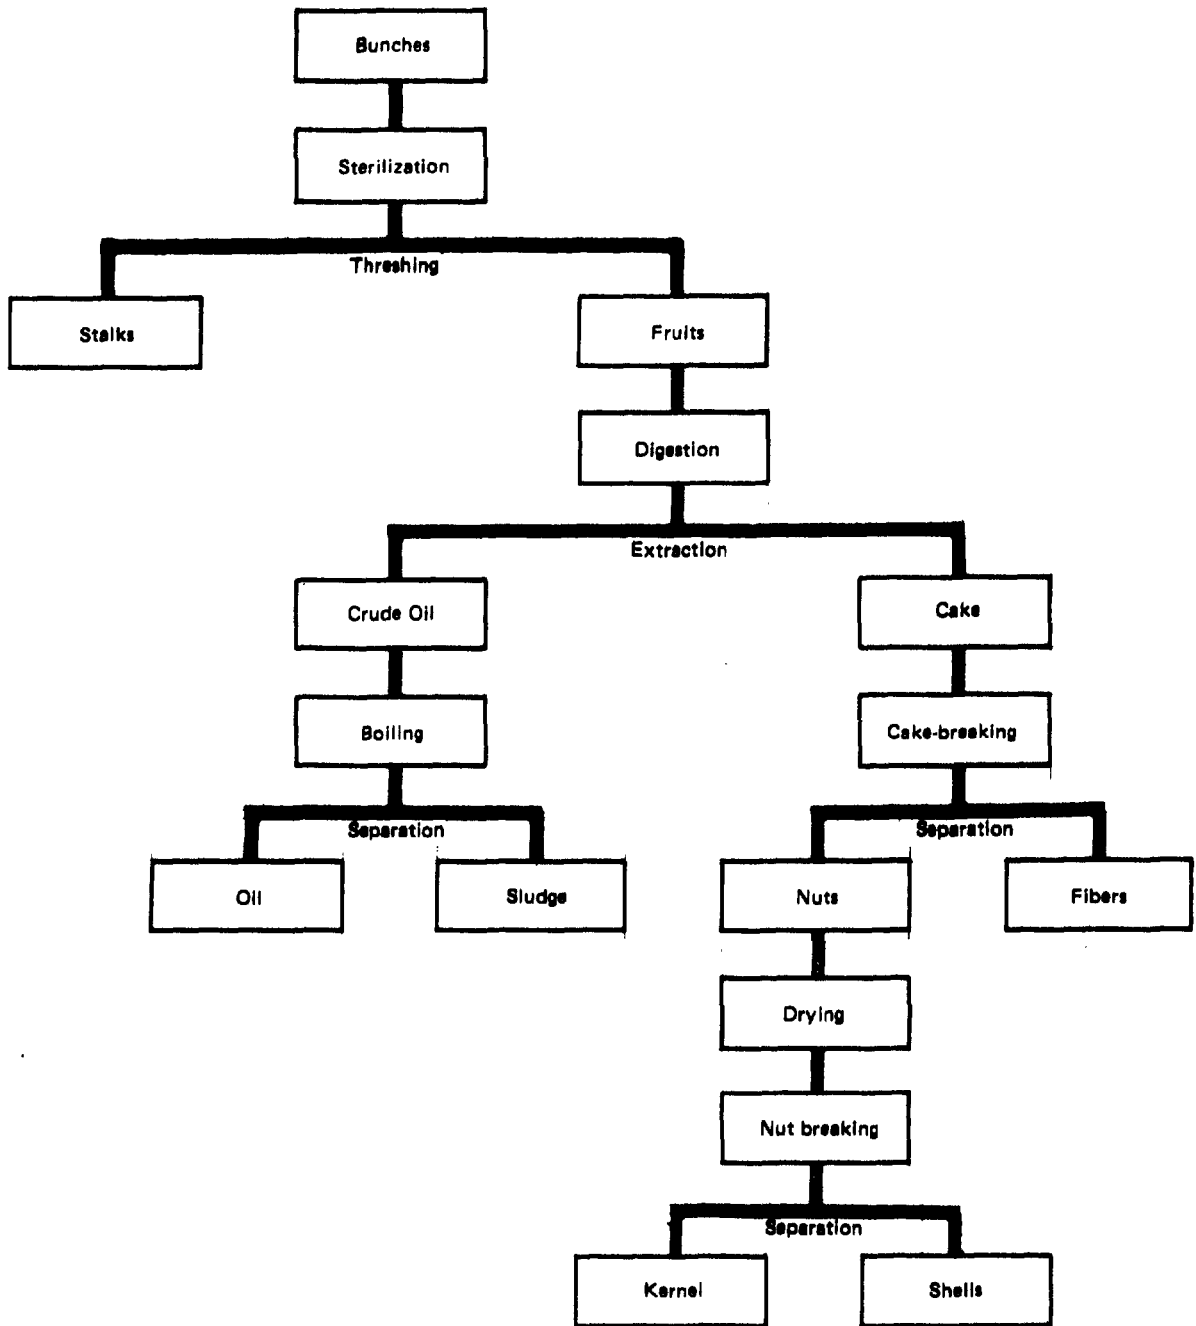 Bunches
Sterilization
Threshing
Stalks
Fruits
Digestion
Extraction
Crude Oil
Cake
Boiling
Cake-breaking
Separation
Separation
Oil
Sludge
Nuts
Fibers
Drying
Nut breaking
Separation
Kernel
Shells